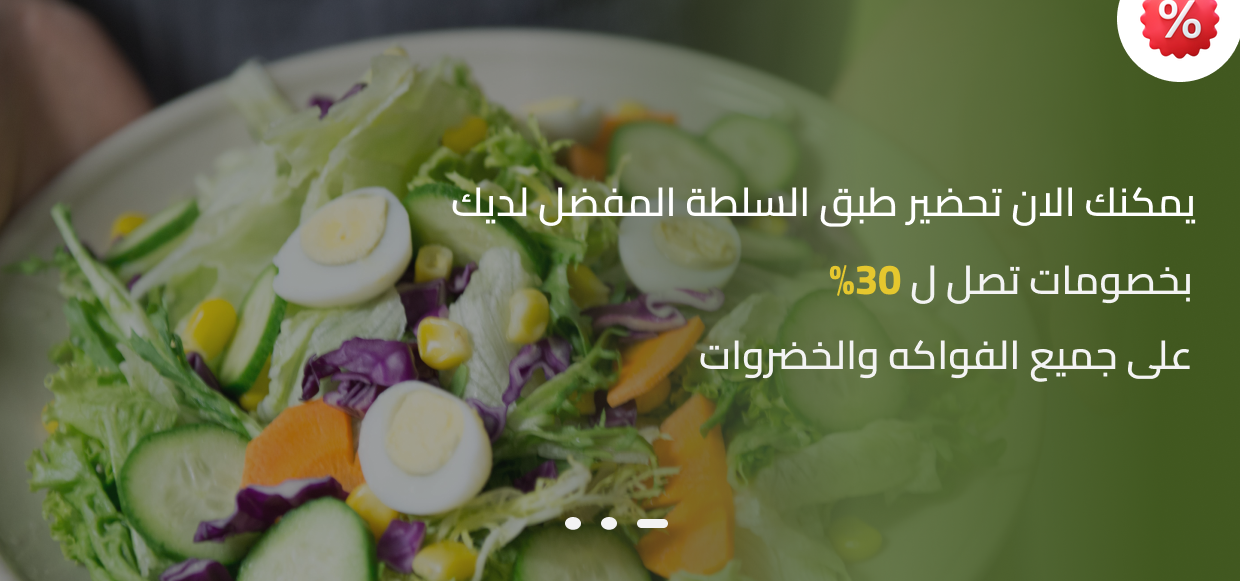 %
يمكنك الان تحضير طبق السلطة المفضل لديك
بخصومات تصل ل 30%
على جميع الفواكه والخضروات